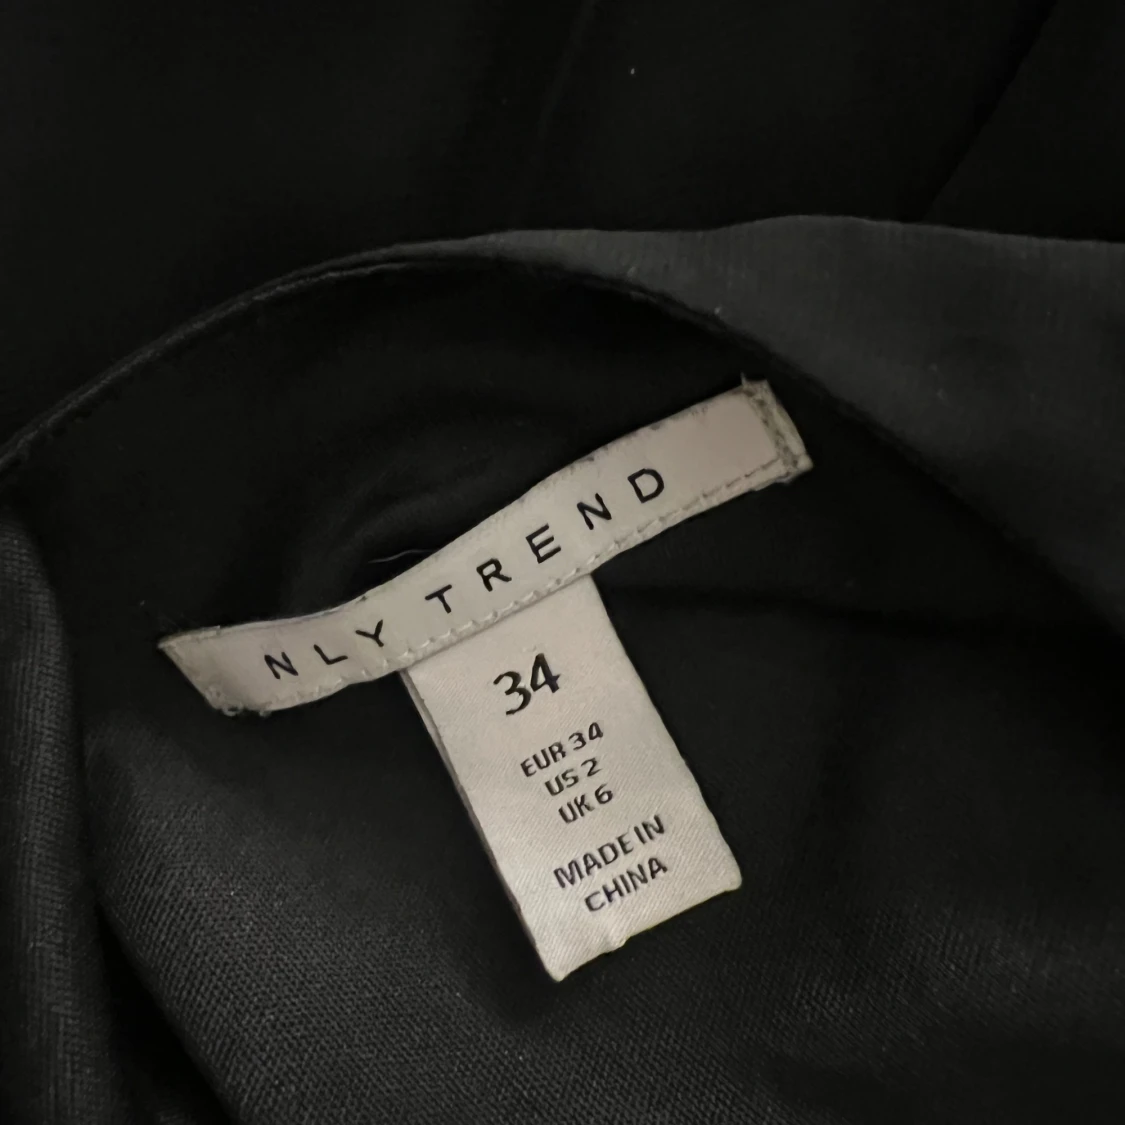 NLY TREND
34
EUR 34
US 2
UK 6
MADE IN
CHINA